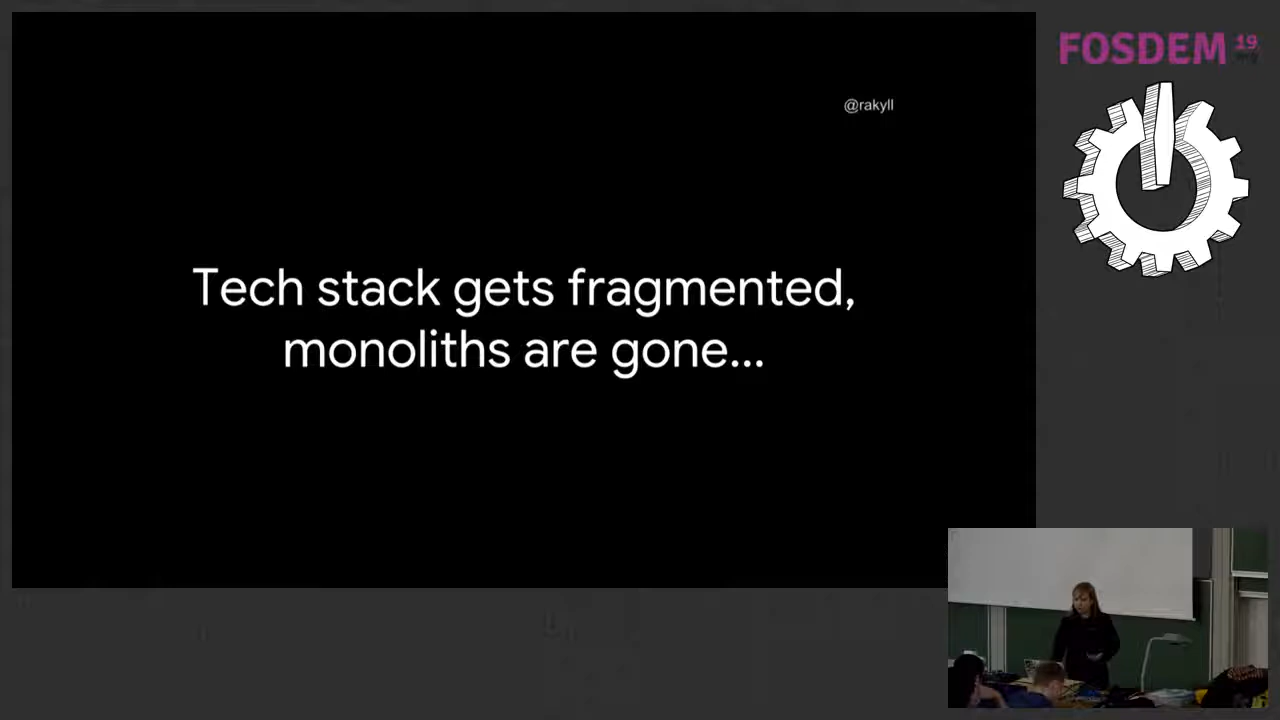 FOSDEM 19
@rakyll
Tech stack gets fragmented,
monoliths are gone...